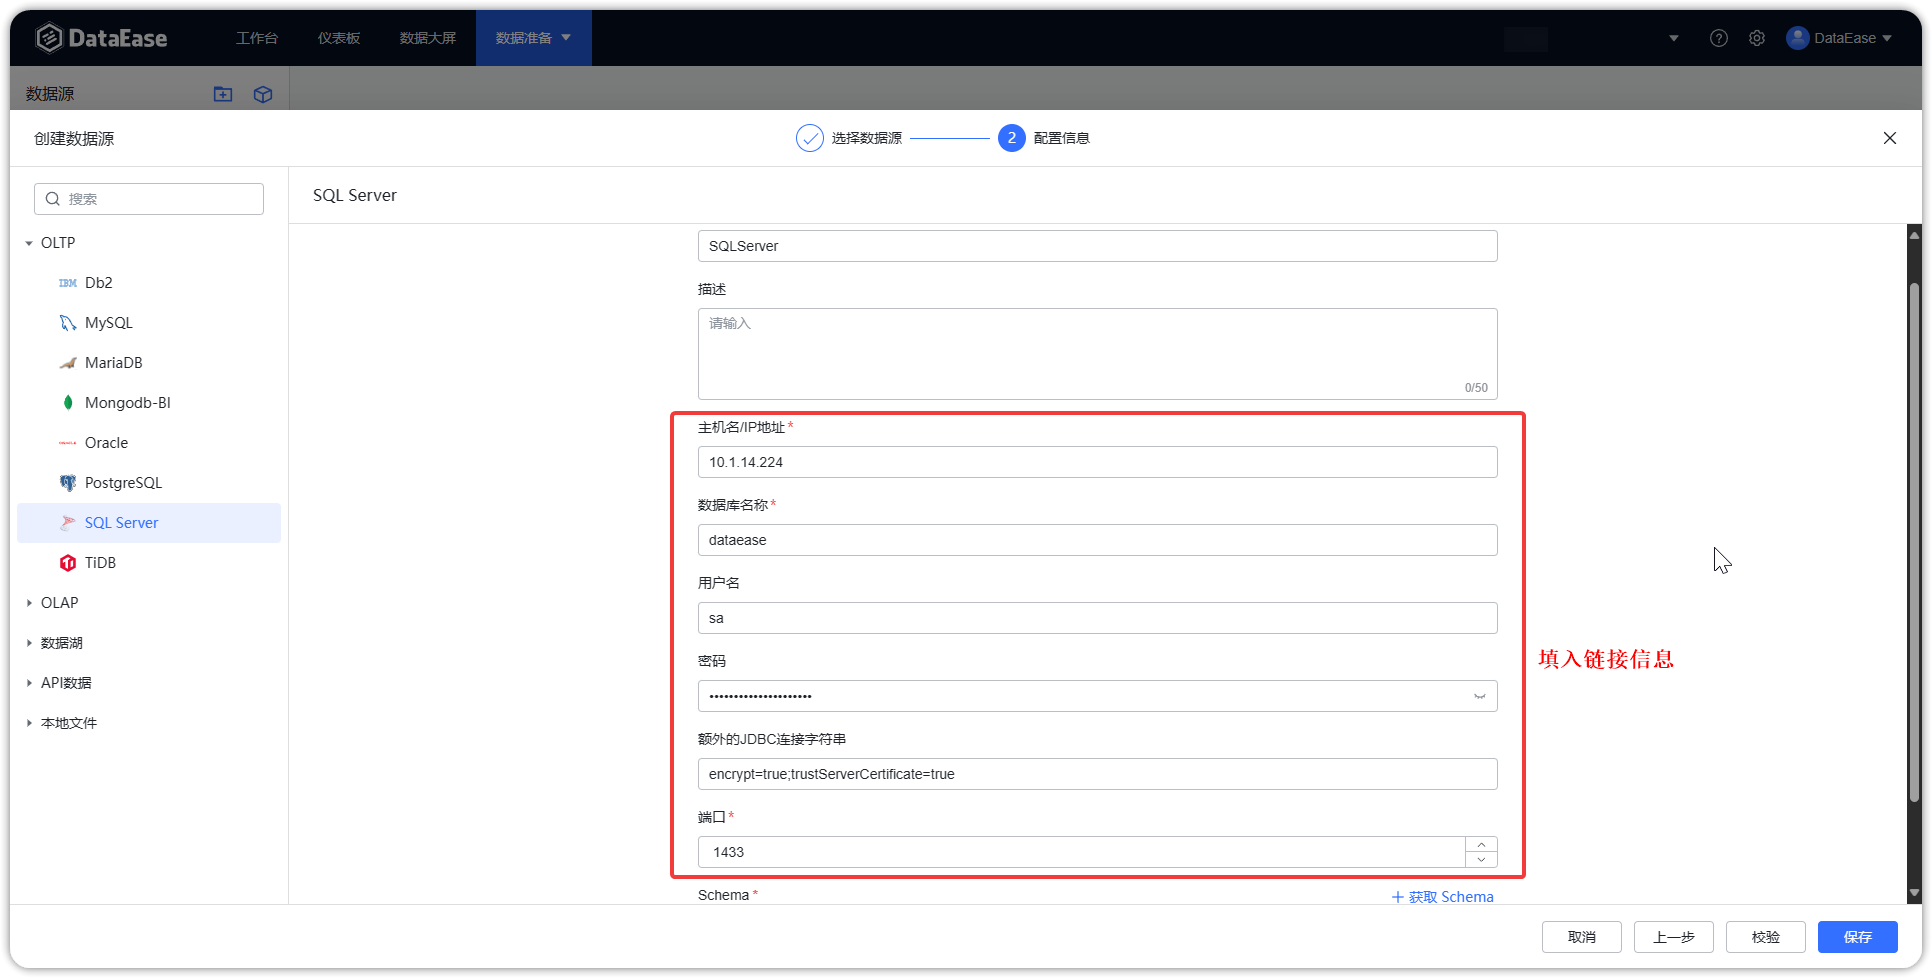 DataEase 工作台 仪表板 数据大屏 数据准备 DataEase
数据源
创建数据源 选择数据源 2 配置信息
搜索
OLTP
IBM Db2
MySQL
MariaDB
Mongodb-BI
Oracle
PostgreSQL
SQL Server
TiDB
OLAP
数据湖
API数据
本地文件
SQL Server
SQLServer
描述
请输入
0/50
主机名/IP地址*
10.1.14.224
数据库名称*
dataease
用户名
sa
密码
•••••••••••••••••••••
额外的JDBC连接字符串
encrypt=true;trustServerCertificate=true
端口*
1433
Schema*
+ 获取 Schema
填入链接信息
取消 上一步 校验 保存